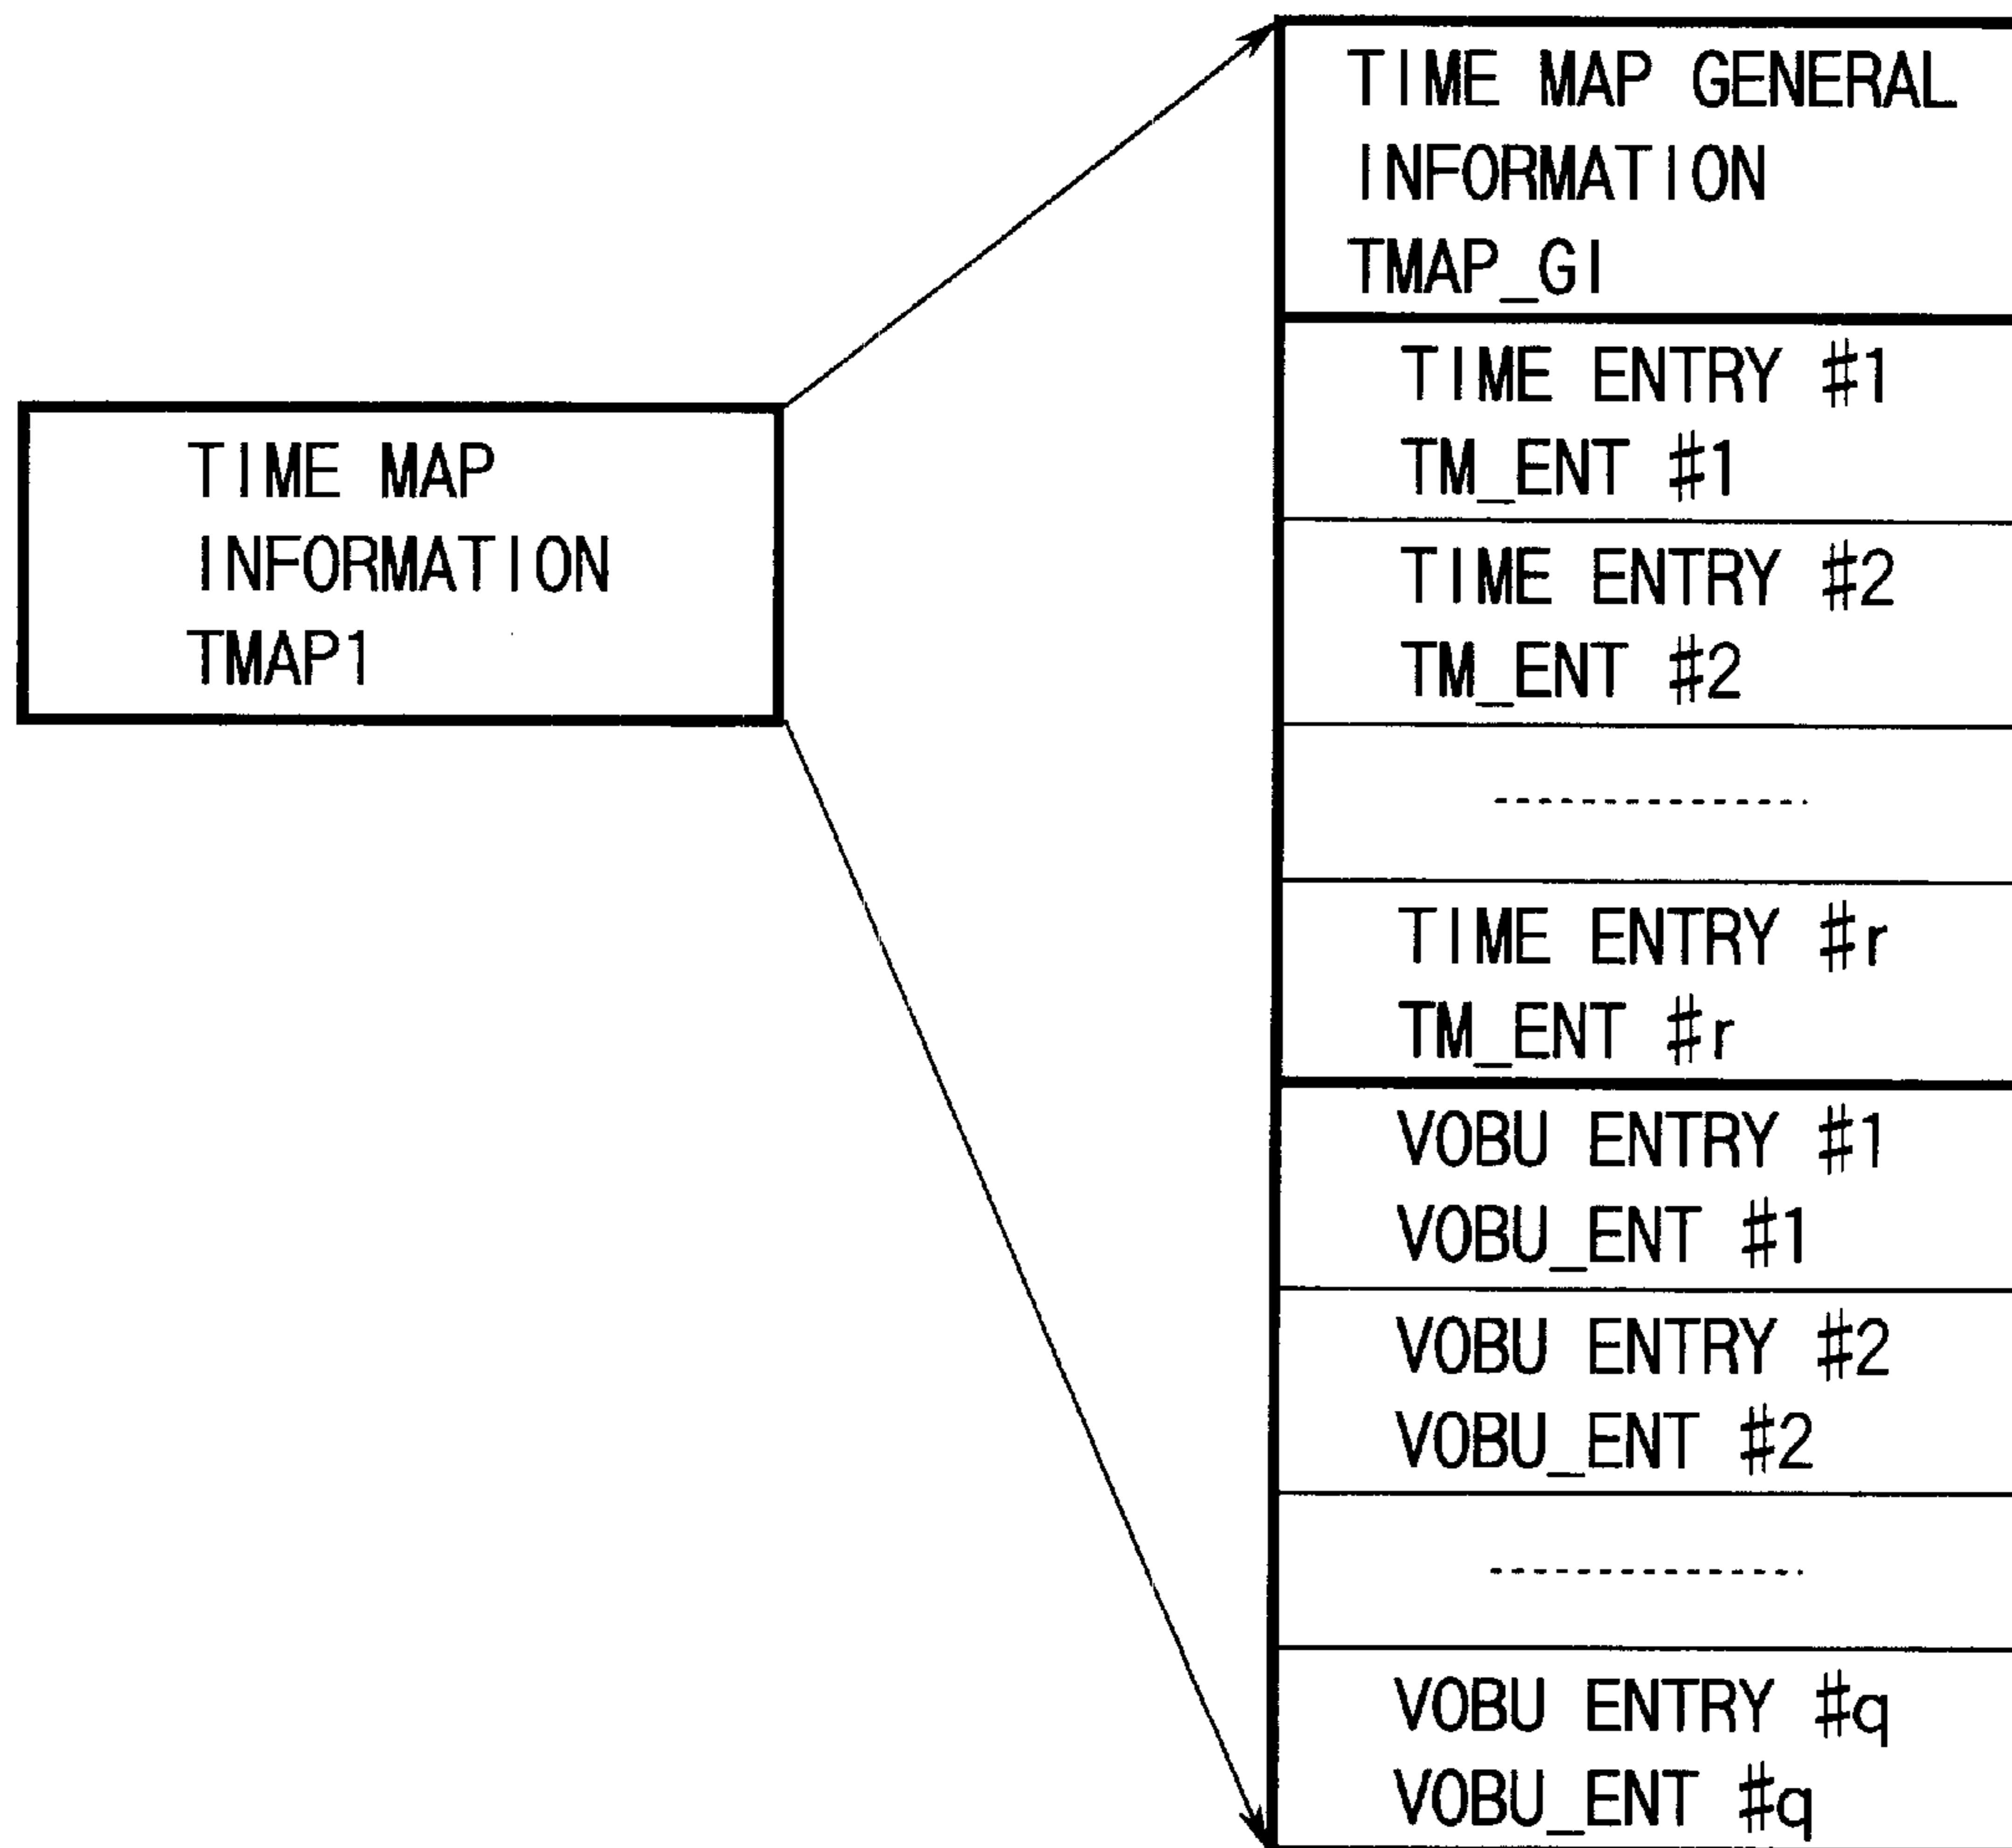 TIME MAP
INFORMATION
TMAP1
TIME MAP GENERAL
INFORMATION
TMAP_GI
TIME ENTRY #1
TM_ENT #1
TIME ENTRY #2
TM_ENT #2
TIME ENTRY #r
TM_ENT #r
VOBU ENTRY #1
VOBU_ENT #1
VOBU ENTRY #2
VOBU_ENT #2
VOBU ENTRY #q
VOBU_ENT #q